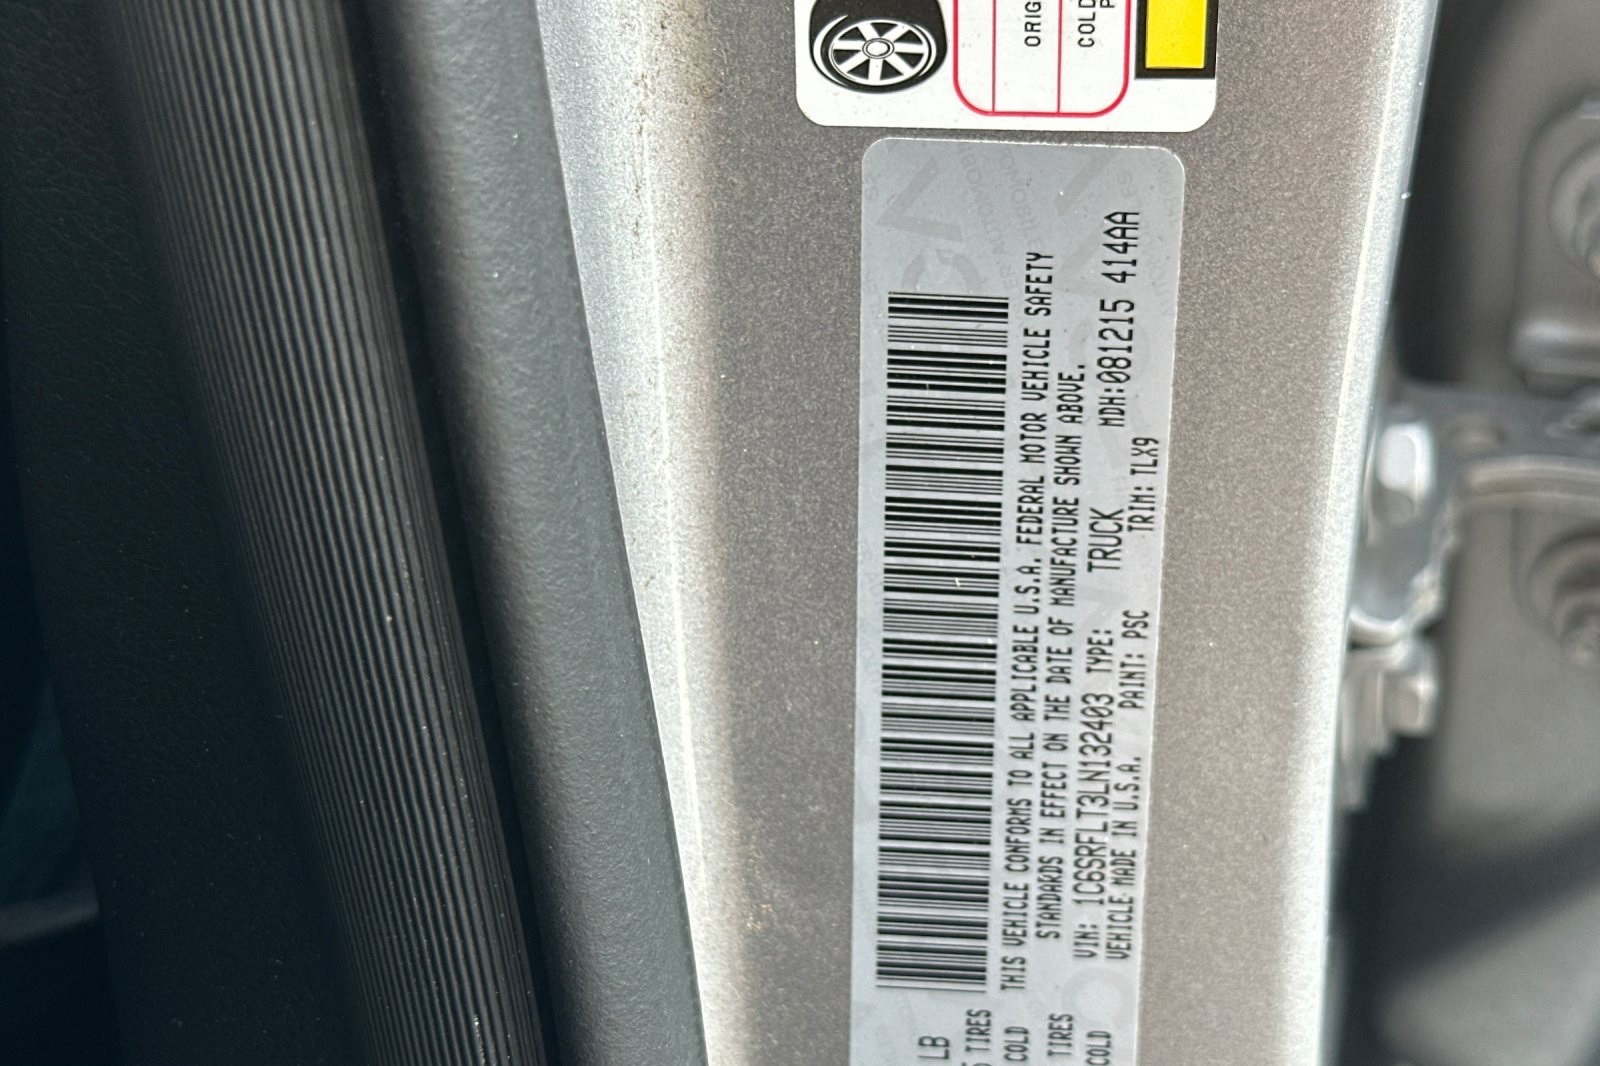 ORIG
COLD
P
LB
TIRES
COLD
TIRES
COLD
THIS VEHICLE CONFORMS TO ALL APPLICABLE U.S.A. FEDERAL MOTOR VEHICLE SAFETY
STANDARDS IN EFFECT ON THE DATE OF MANUFACTURE SHOWN ABOVE.
VIN: 1C6SRFLT3LN132403 TYPE: TRUCK MDH:081215 414AA
VEHICLE MADE IN U.S.A. PAINT: PSC TRIM: TLX9